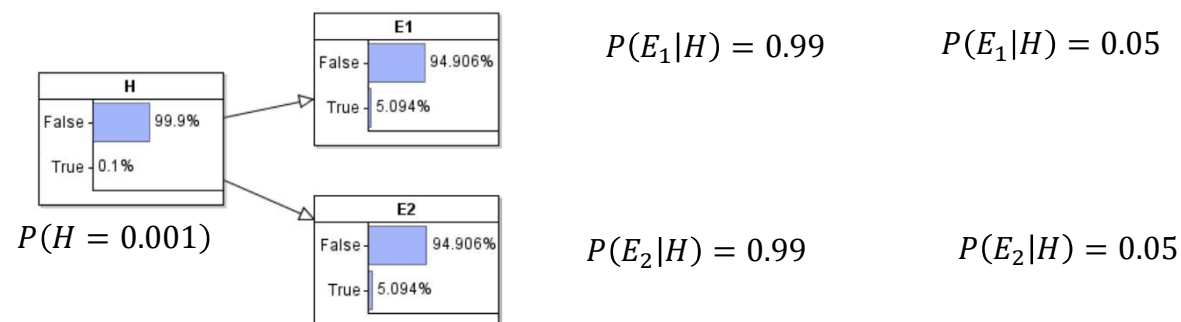 H
False 99.9%
True 0.1%
P(H = 0.001)
E1
False 94.906%
True 5.094%
P(E₁|H) = 0.99
P(E₁|H) = 0.05
E2
False 94.906%
True 5.094%
P(E₂|H) = 0.99
P(E₂|H) = 0.05